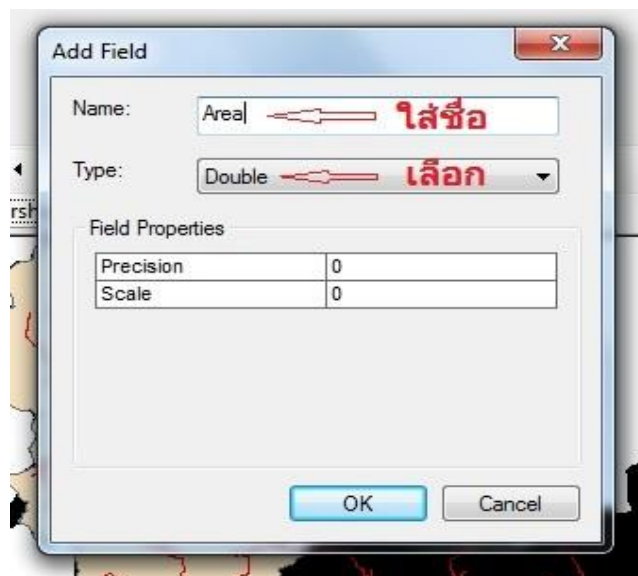 Add Field
Name: Area ใส่ชื่อ
Type: Double เลือก
rsh
Field Properties
Precision 0
Scale 0
OK Cancel